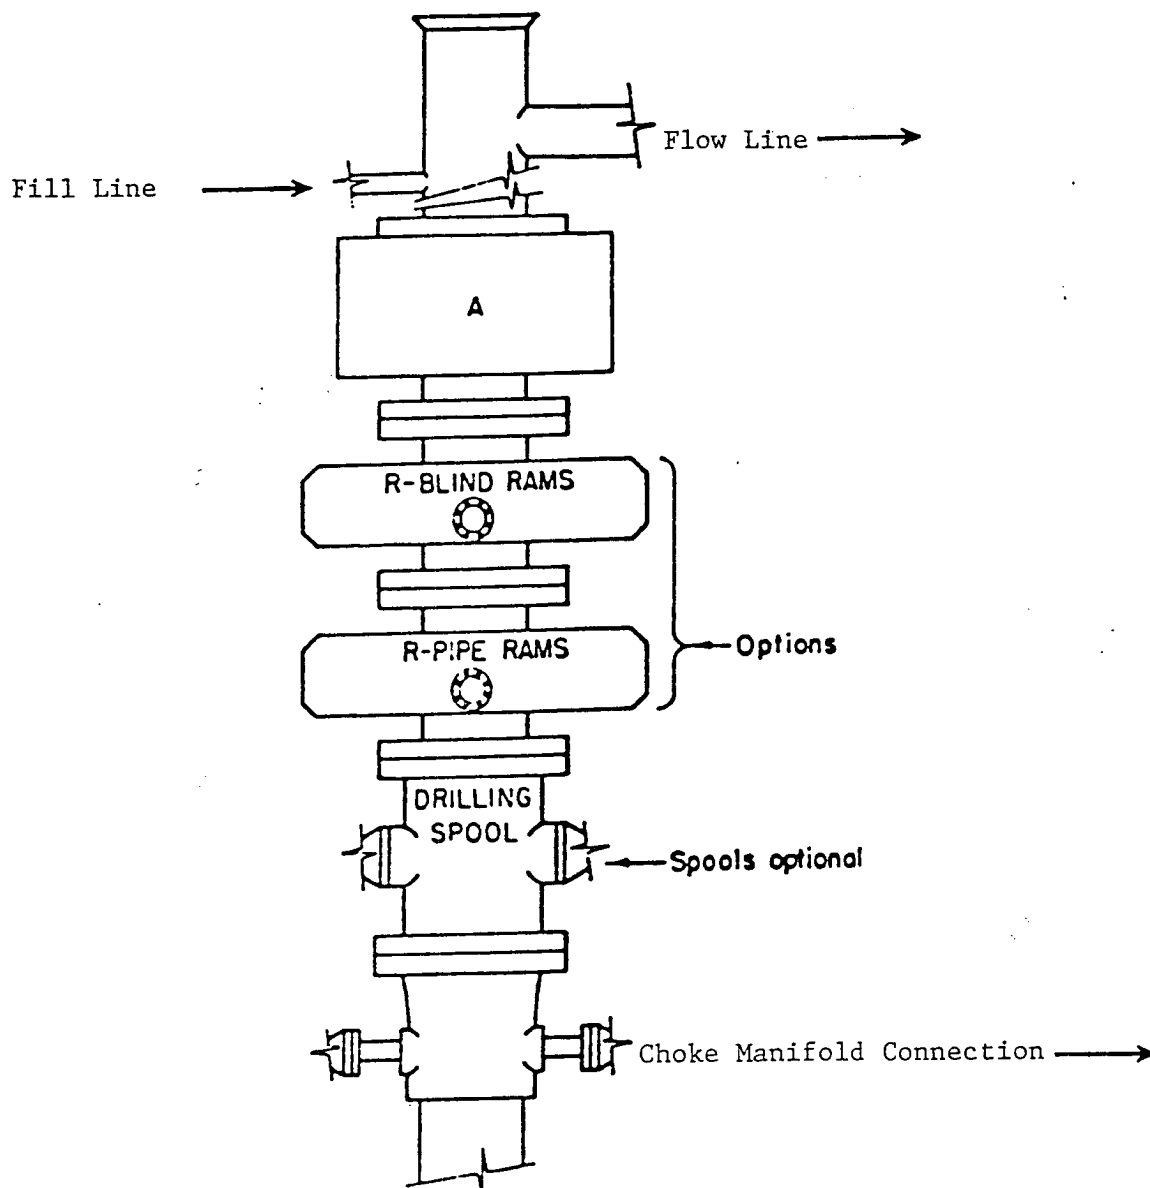 Flow Line
Fill Line
A
R-BLIND RAMS
R-PIPE RAMS
Options
DRILLING
SPOOL
Spools optional
Choke Manifold Connection